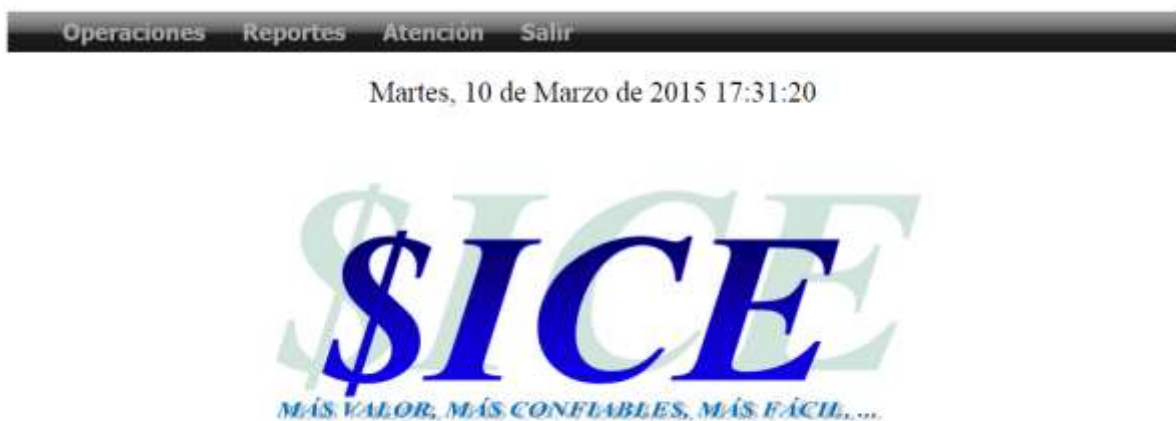 Operaciones Reportes Atención Salir
Martes, 10 de Marzo de 2015 17:31:20
$ICE
MÁS VALOR, MÁS CONFIABLES, MÁS FÁCIL, ...